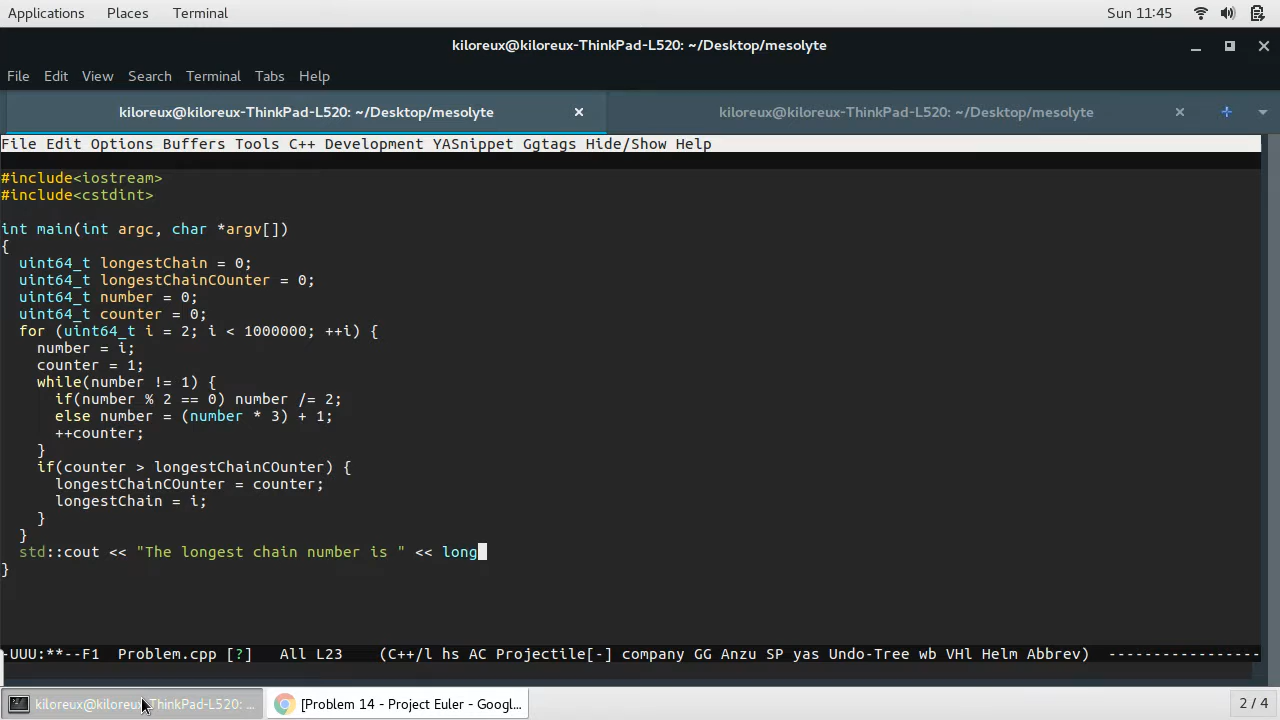 Applications Places Terminal Sun 11:45
kiloreux@kiloreux-ThinkPad-L520: ~/Desktop/mesolyte
File Edit View Search Terminal Tabs Help
kiloreux@kiloreux-ThinkPad-L520: ~/Desktop/mesolyte kiloreux@kiloreux-ThinkPad-L520: ~/Desktop/mesolyte
File Edit Options Buffers Tools C++ Development YASnippet Ggtags Hide/Show Help
#include<iostream>
#include<cstdint>
int main(int argc, char *argv[])
{
  uint64_t longestChain = 0;
  uint64_t longestChainCOunter = 0;
  uint64_t number = 0;
  uint64_t counter = 0;
  for (uint64_t i = 2; i < 1000000; ++i) {
    number = i;
    counter = 1;
    while(number != 1) {
      if(number % 2 == 0) number /= 2;
      else number = (number * 3) + 1;
      ++counter;
    }
    if(counter > longestChainCOunter) {
      longestChainCOunter = counter;
      longestChain = i;
    }
  }
  std::cout << "The longest chain number is " << long
}
-UUU:**--F1  Problem.cpp [?]   All L23    (C++/l hs AC Projectile[-] company GG Anzu SP yas Undo-Tree wb VHl Helm Abbrev) -----------------
kiloreux@kiloreux-ThinkPad-L520: ... [Problem 14 - Project Euler - Googl... 2 / 4